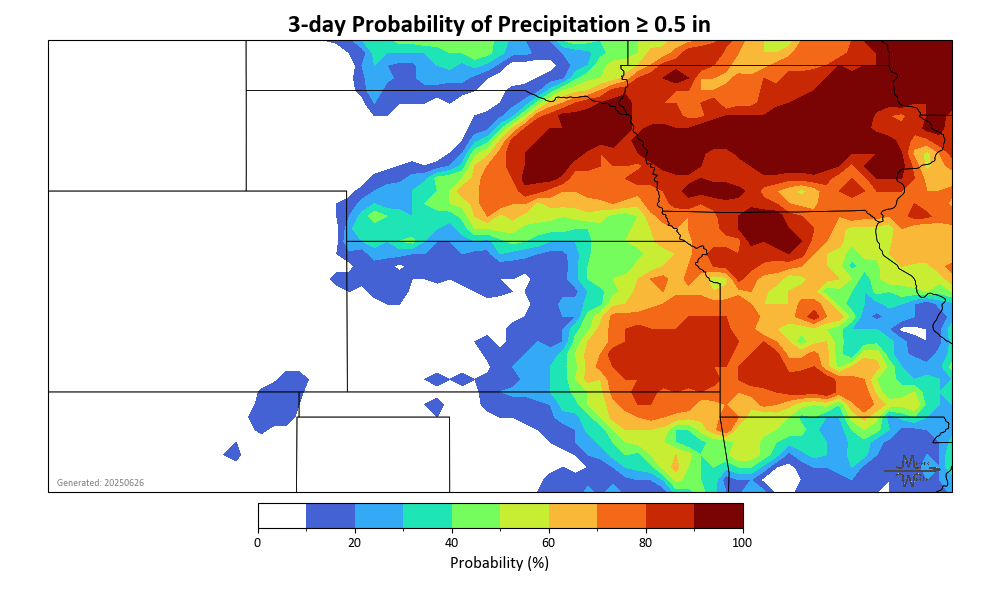 3-day Probability of Precipitation ≥ 0.5 in
Generated: 20250626
0 20 40 60 80 100
Probability (%)